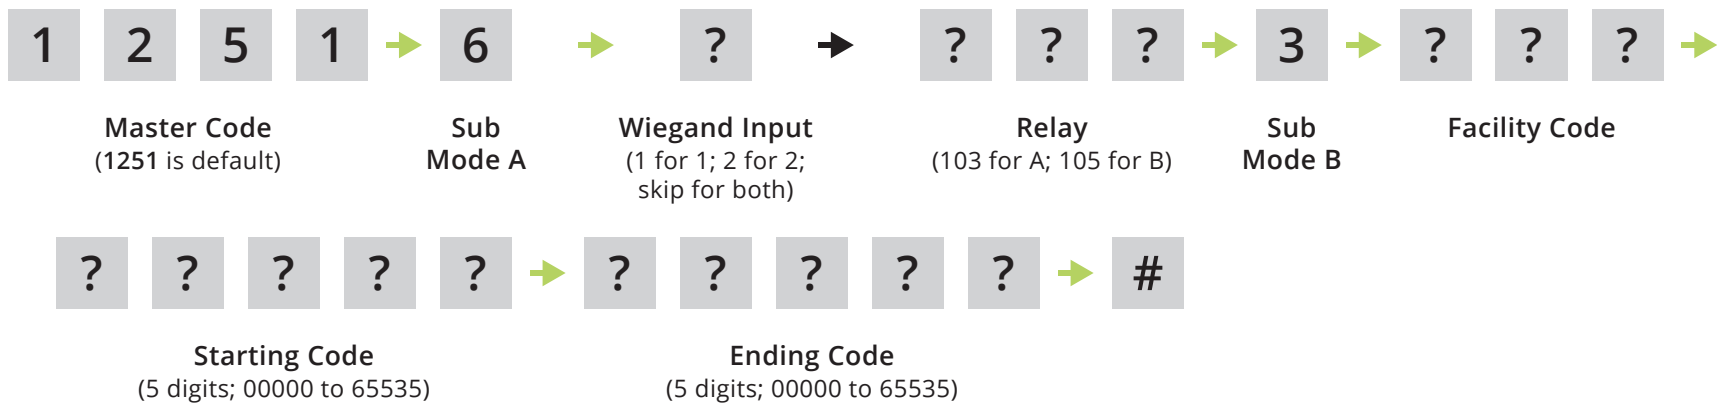 1 2 5 1 6 ? ? ? ? 3 ? ? ?
Master Code Sub Wiegand Input Relay Sub Facility Code
(1251 is default) Mode A (1 for 1; 2 for 2; (103 for A; 105 for B) Mode B
skip for both)
? ? ? ? ? ? ? ? ? ? #
Starting Code Ending Code
(5 digits; 00000 to 65535) (5 digits; 00000 to 65535)